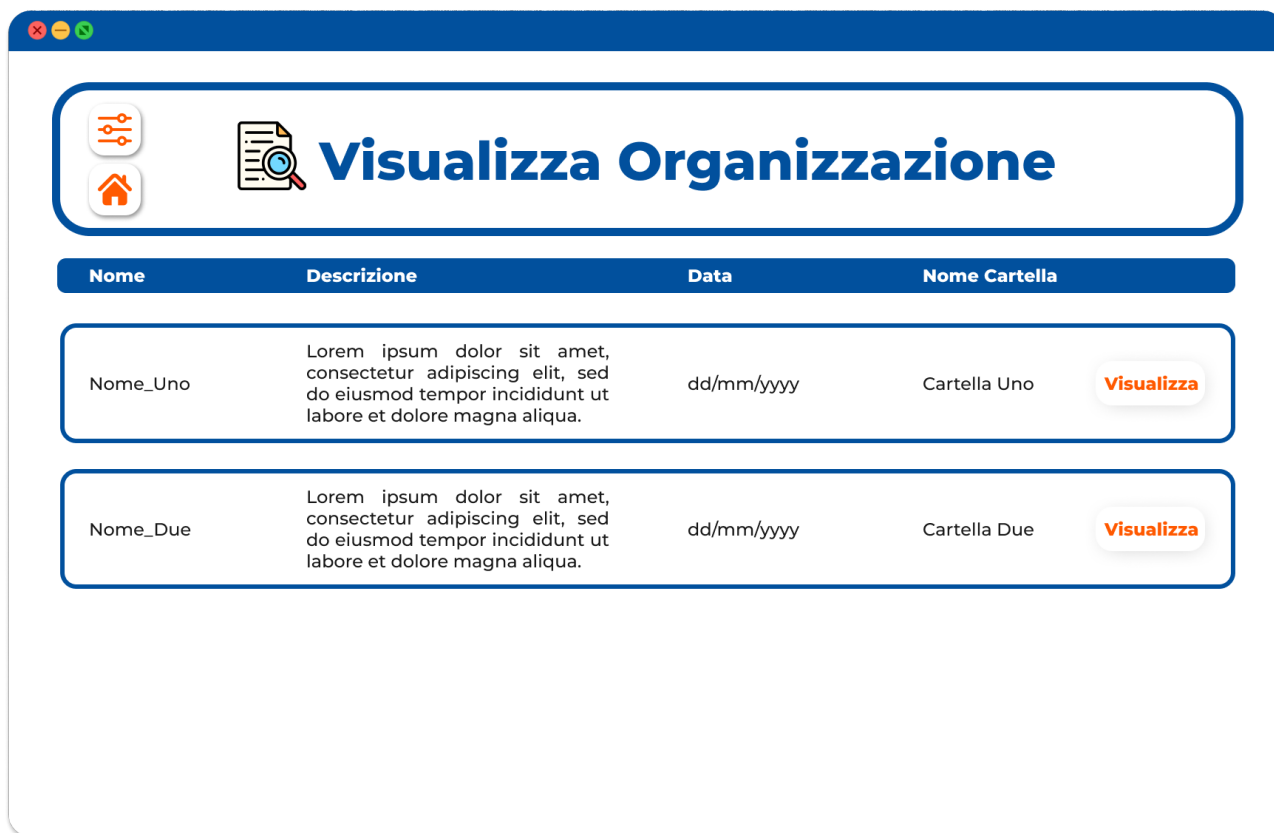 Visualizza Organizzazione
Nome Descrizione Data Nome Cartella
Nome_Uno
Lorem ipsum dolor sit amet,
consectetur adipiscing elit, sed
do eiusmod tempor incididunt ut
labore et dolore magna aliqua.
dd/mm/yyyy
Cartella Uno
Visualizza
Nome_Due
Lorem ipsum dolor sit amet,
consectetur adipiscing elit, sed
do eiusmod tempor incididunt ut
labore et dolore magna aliqua.
dd/mm/yyyy
Cartella Due
Visualizza